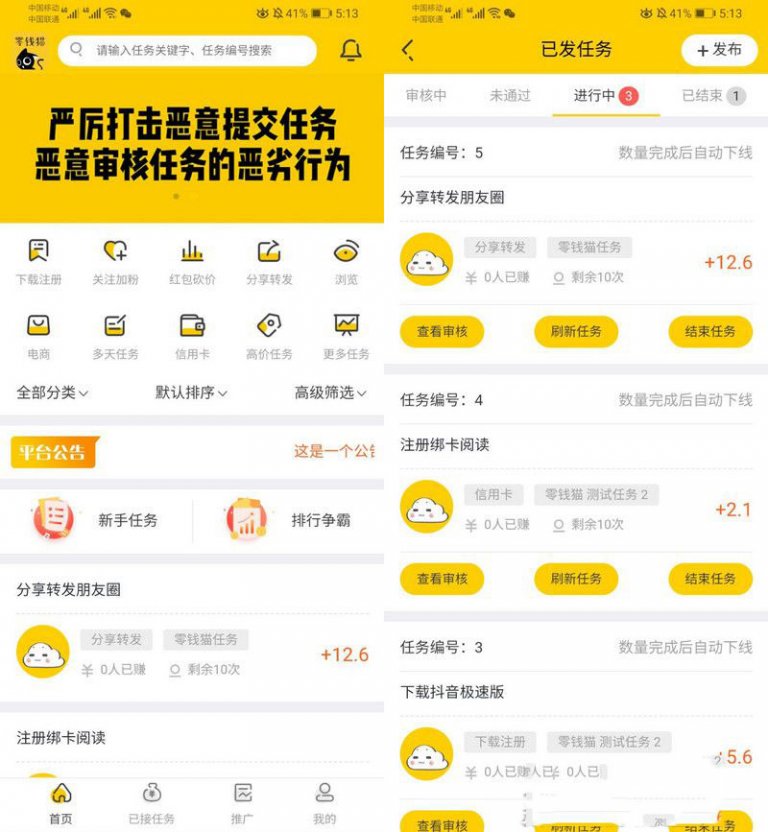 中国移动
中国联通
41%
5:13
零钱猫
请输入任务关键字、任务编号搜索
严厉打击恶意提交任务
恶意审核任务的恶劣行为
下载注册 关注加粉 红包砍价 分享转发 浏览
电商 多天任务 信用卡 高价任务 更多任务
全部分类 默认排序 高级筛选
平台公告 这是一个公告
新手任务 排行争霸
分享转发朋友圈
分享转发 零钱猫任务
¥ 0人已赚 剩余10次
+12.6
注册绑卡阅读
首页 已接任务 推广 我的
中国移动
中国联通
41%
5:13
已发任务
+发布
审核中 未通过 进行中 3 已结束 1
任务编号：5 数量完成后自动下线
分享转发朋友圈
分享转发 零钱猫任务
¥ 0人已赚 剩余10次
+12.6
查看审核 刷新任务 结束任务
任务编号：4 数量完成后自动下线
注册绑卡阅读
信用卡 零钱猫 测试任务 2
¥ 0人已赚 剩余10次
+2.1
查看审核 刷新任务 结束任务
任务编号：3 数量完成后自动下线
下载抖音极速版
下载注册 零钱猫 测试任务 2
¥ 0人已赚
5.6
查看审核 刷新任务 结束任务